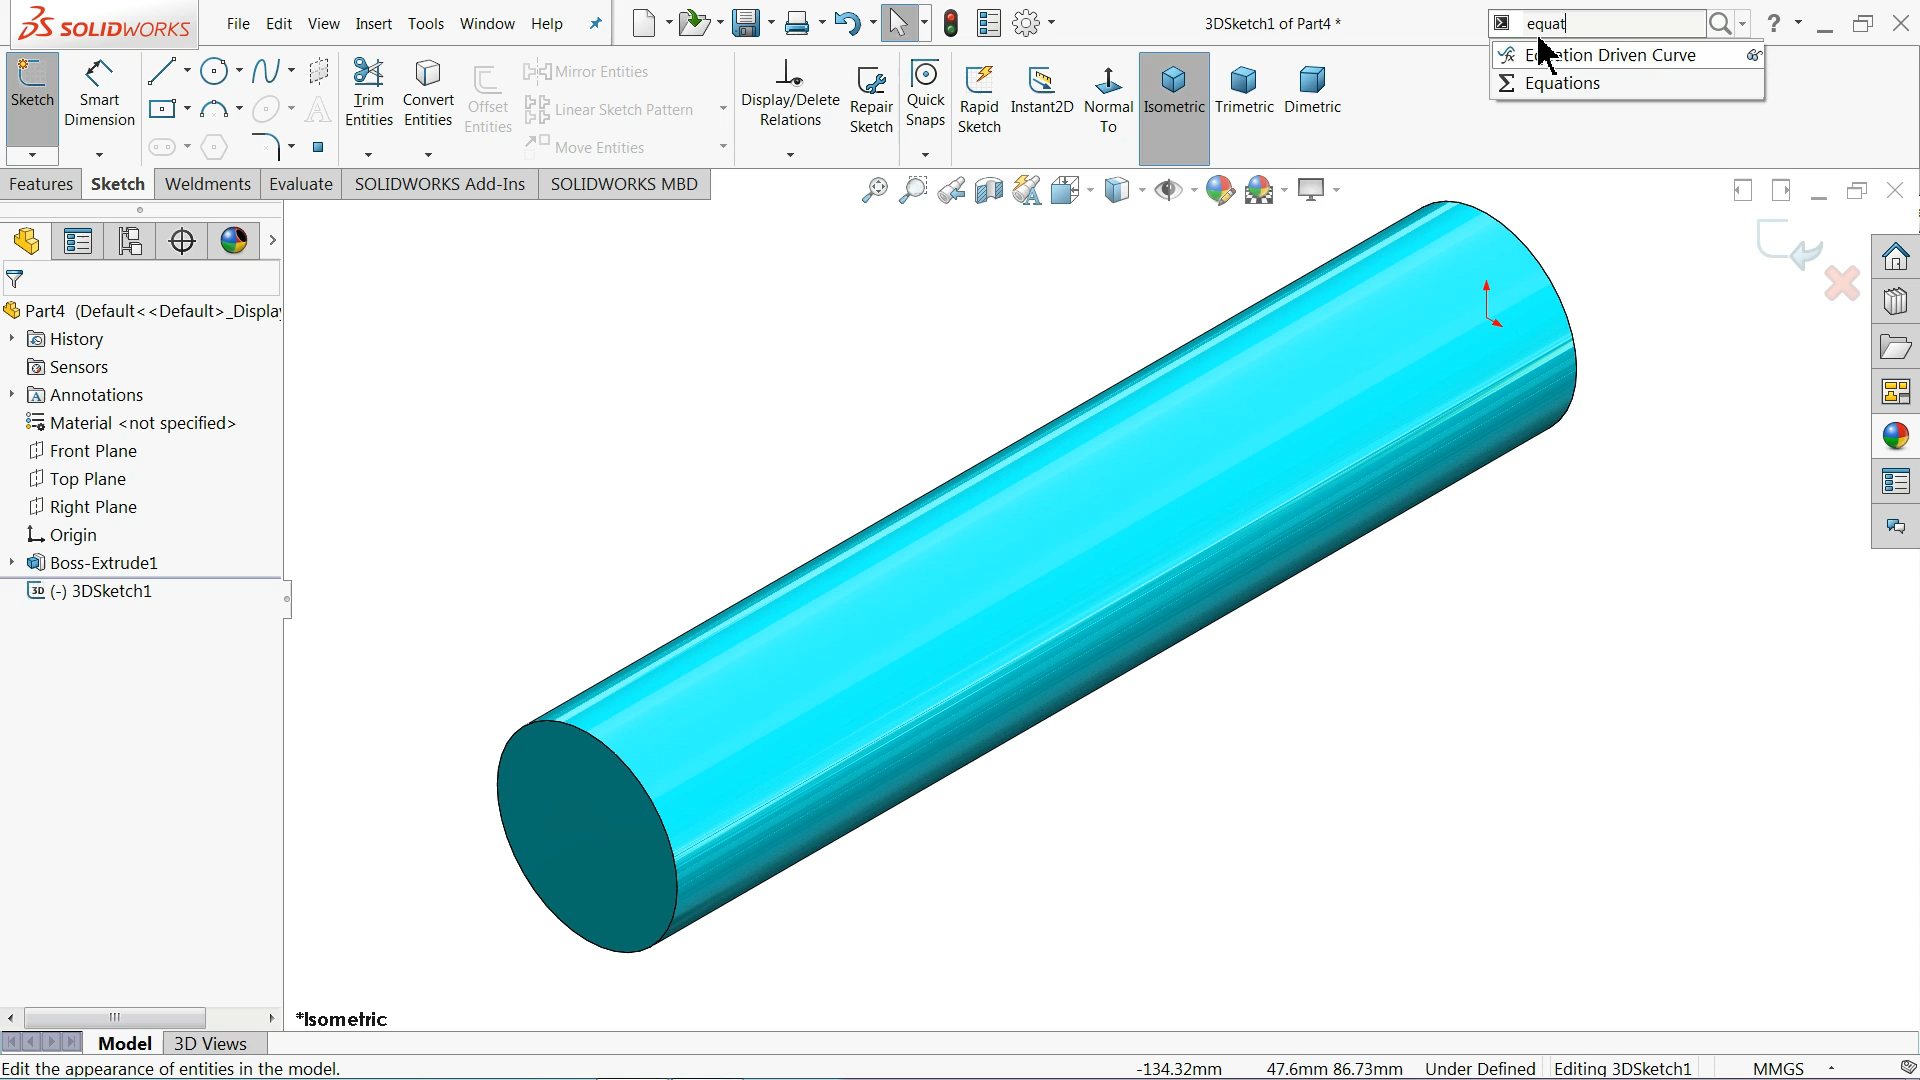 SOLIDWORKS
File Edit View Insert Tools Window Help
3DSketch1 of Part4 *
equat
Equation Driven Curve
Equations
Sketch
Smart Dimension
Trim Entities
Convert Entities
Offset Entities
Mirror Entities
Linear Sketch Pattern
Move Entities
Display/Delete Relations
Repair Sketch
Quick Snaps
Rapid Sketch
Instant2D
Normal To
Isometric
Trimetric
Dimetric
Features Sketch Weldments Evaluate SOLIDWORKS Add-Ins SOLIDWORKS MBD
Part4 (Default<<Default>_Display
History
Sensors
Annotations
Material <not specified>
Front Plane
Top Plane
Right Plane
Origin
Boss-Extrude1
3D (-) 3DSketch1
*Isometric
Model 3D Views
Edit the appearance of entities in the model.
-134.32mm 47.6mm 86.73mm Under Defined Editing 3DSketch1 MMGS